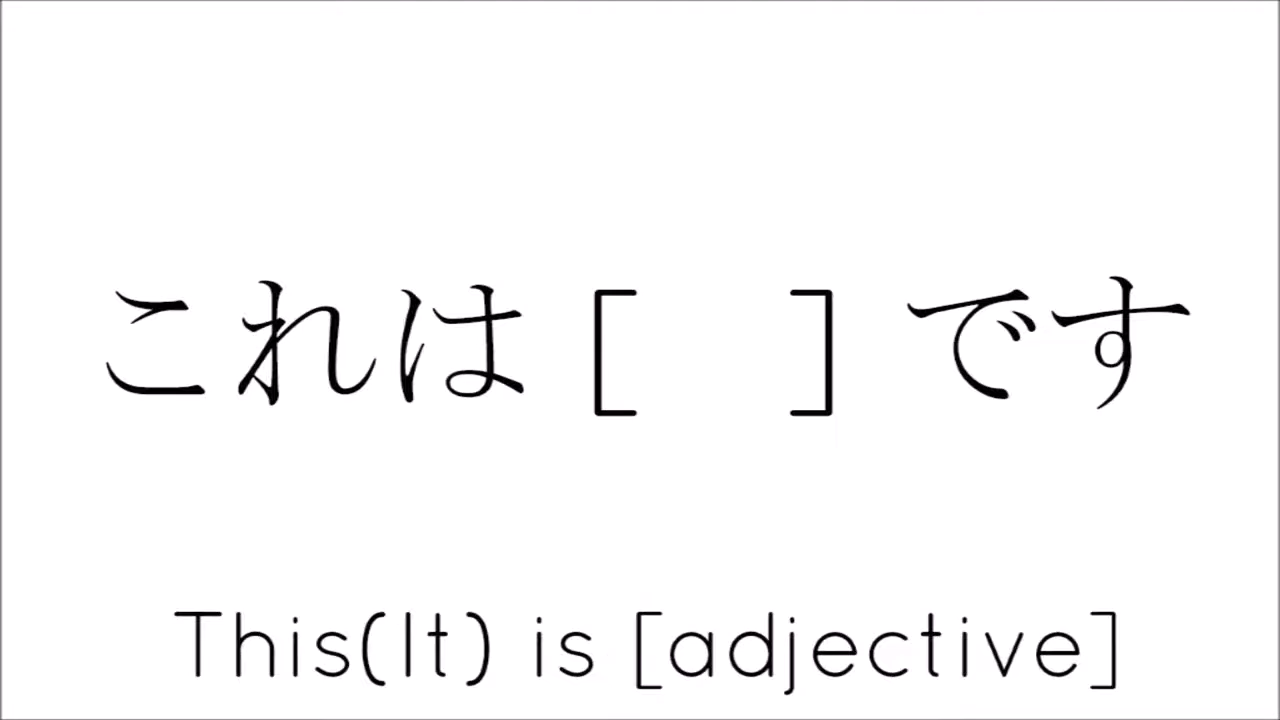 これは [　] です
This(It) is [adjective]